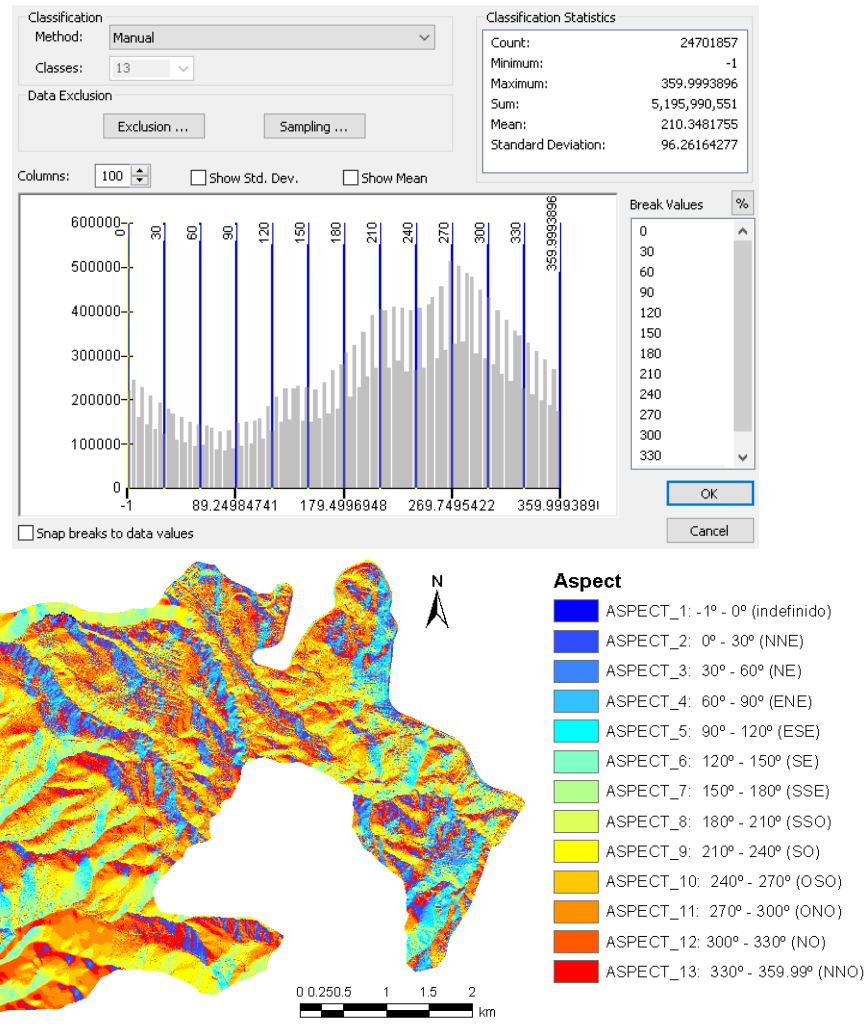 Classification
Method: Manual
Classes: 13
Data Exclusion
Exclusion ...
Sampling ...
Classification Statistics
Count: 24701857
Minimum: -1
Maximum: 359.9993896
Sum: 5,195,990,551
Mean: 210.3481755
Standard Deviation: 96.26164277
Columns: 100
Show Std. Dev.
Show Mean
Break Values
%
0
30
60
90
120
150
180
210
240
270
300
330
600000
500000
400000
300000
200000
100000
0
0 30 60 90 120 150 180 210 240 270 300 330 359.9993896
-1 89.24984741 179.4996948 269.7495422 359.9993896
OK
Cancel
Snap breaks to data values
N
Aspect
ASPECT_1: -1º - 0º (indefinido)
ASPECT_2: 0º - 30º (NNE)
ASPECT_3: 30º - 60º (NE)
ASPECT_4: 60º - 90º (ENE)
ASPECT_5: 90º - 120º (ESE)
ASPECT_6: 120º - 150º (SE)
ASPECT_7: 150º - 180º (SSE)
ASPECT_8: 180º - 210º (SSO)
ASPECT_9: 210º - 240º (SO)
ASPECT_10: 240º - 270º (OSO)
ASPECT_11: 270º - 300º (ONO)
ASPECT_12: 300º - 330º (NO)
ASPECT_13: 330º - 359.99º (NNO)
0 0.250.5 1 1.5 2
km